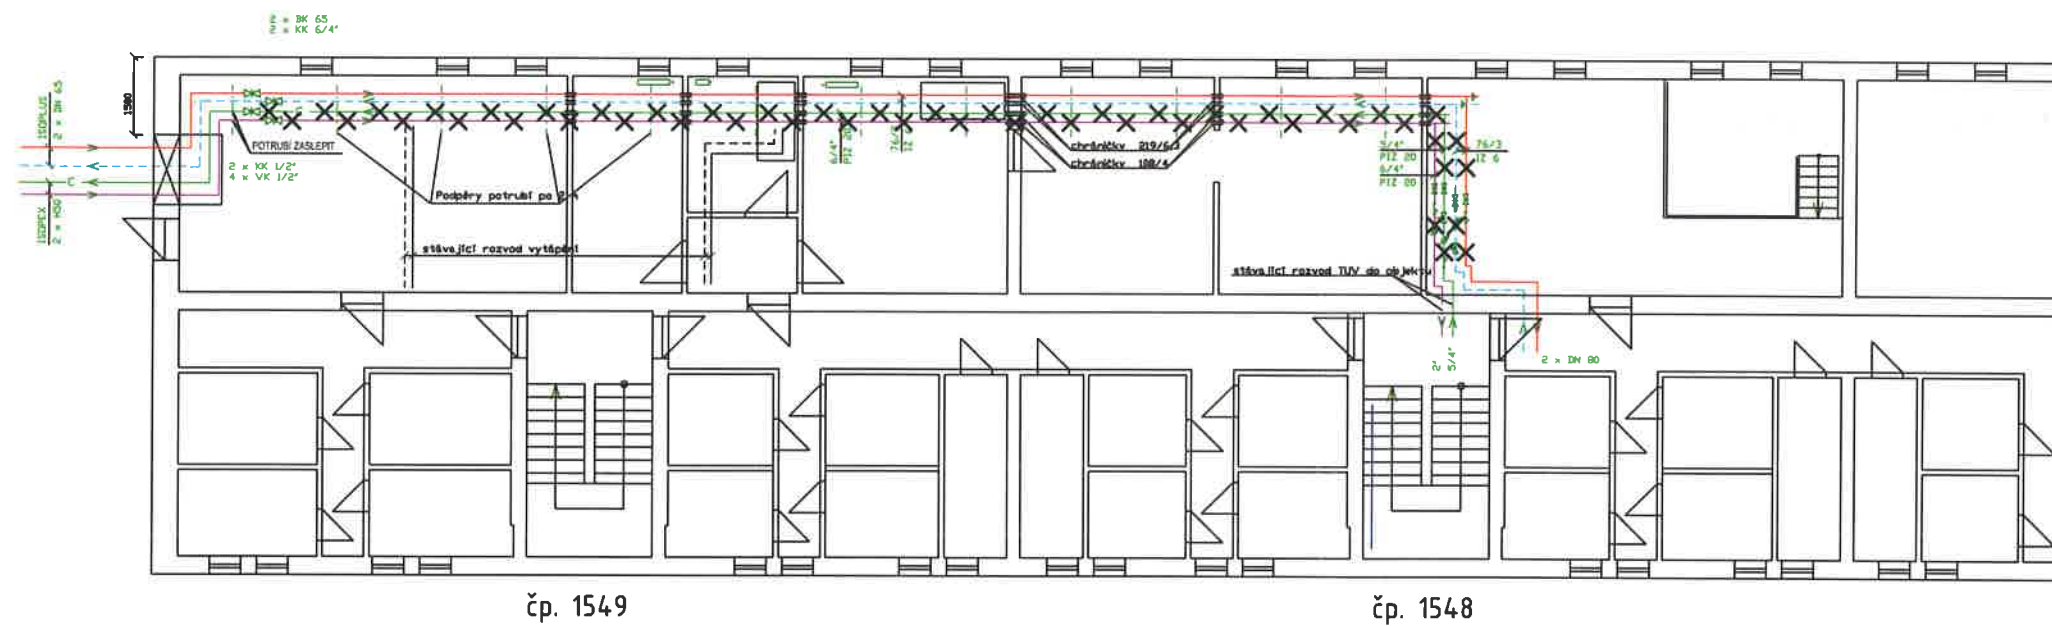 2 x BK 65
2 x KK 6/4"
ISOPLUS
2 x DN 65
1500
POTRUBÍ ZASLEPIT
2 x KK 1/2"
4 x VK 1/2"
C
ISOPEX
2 x H50
Podpěry potrubí po 2
stávající rozvod vytápění
6/4"
PIZ 20
76/3
IZ 6
chráničky 219/6,3
chráničky 108/4
5/4"
PIZ 20
6/4"
PIZ 20
76/3
IZ 6
stávající rozvod TUV do objektu
2"
5/4"
2 x DN 80
čp. 1549
čp. 1548